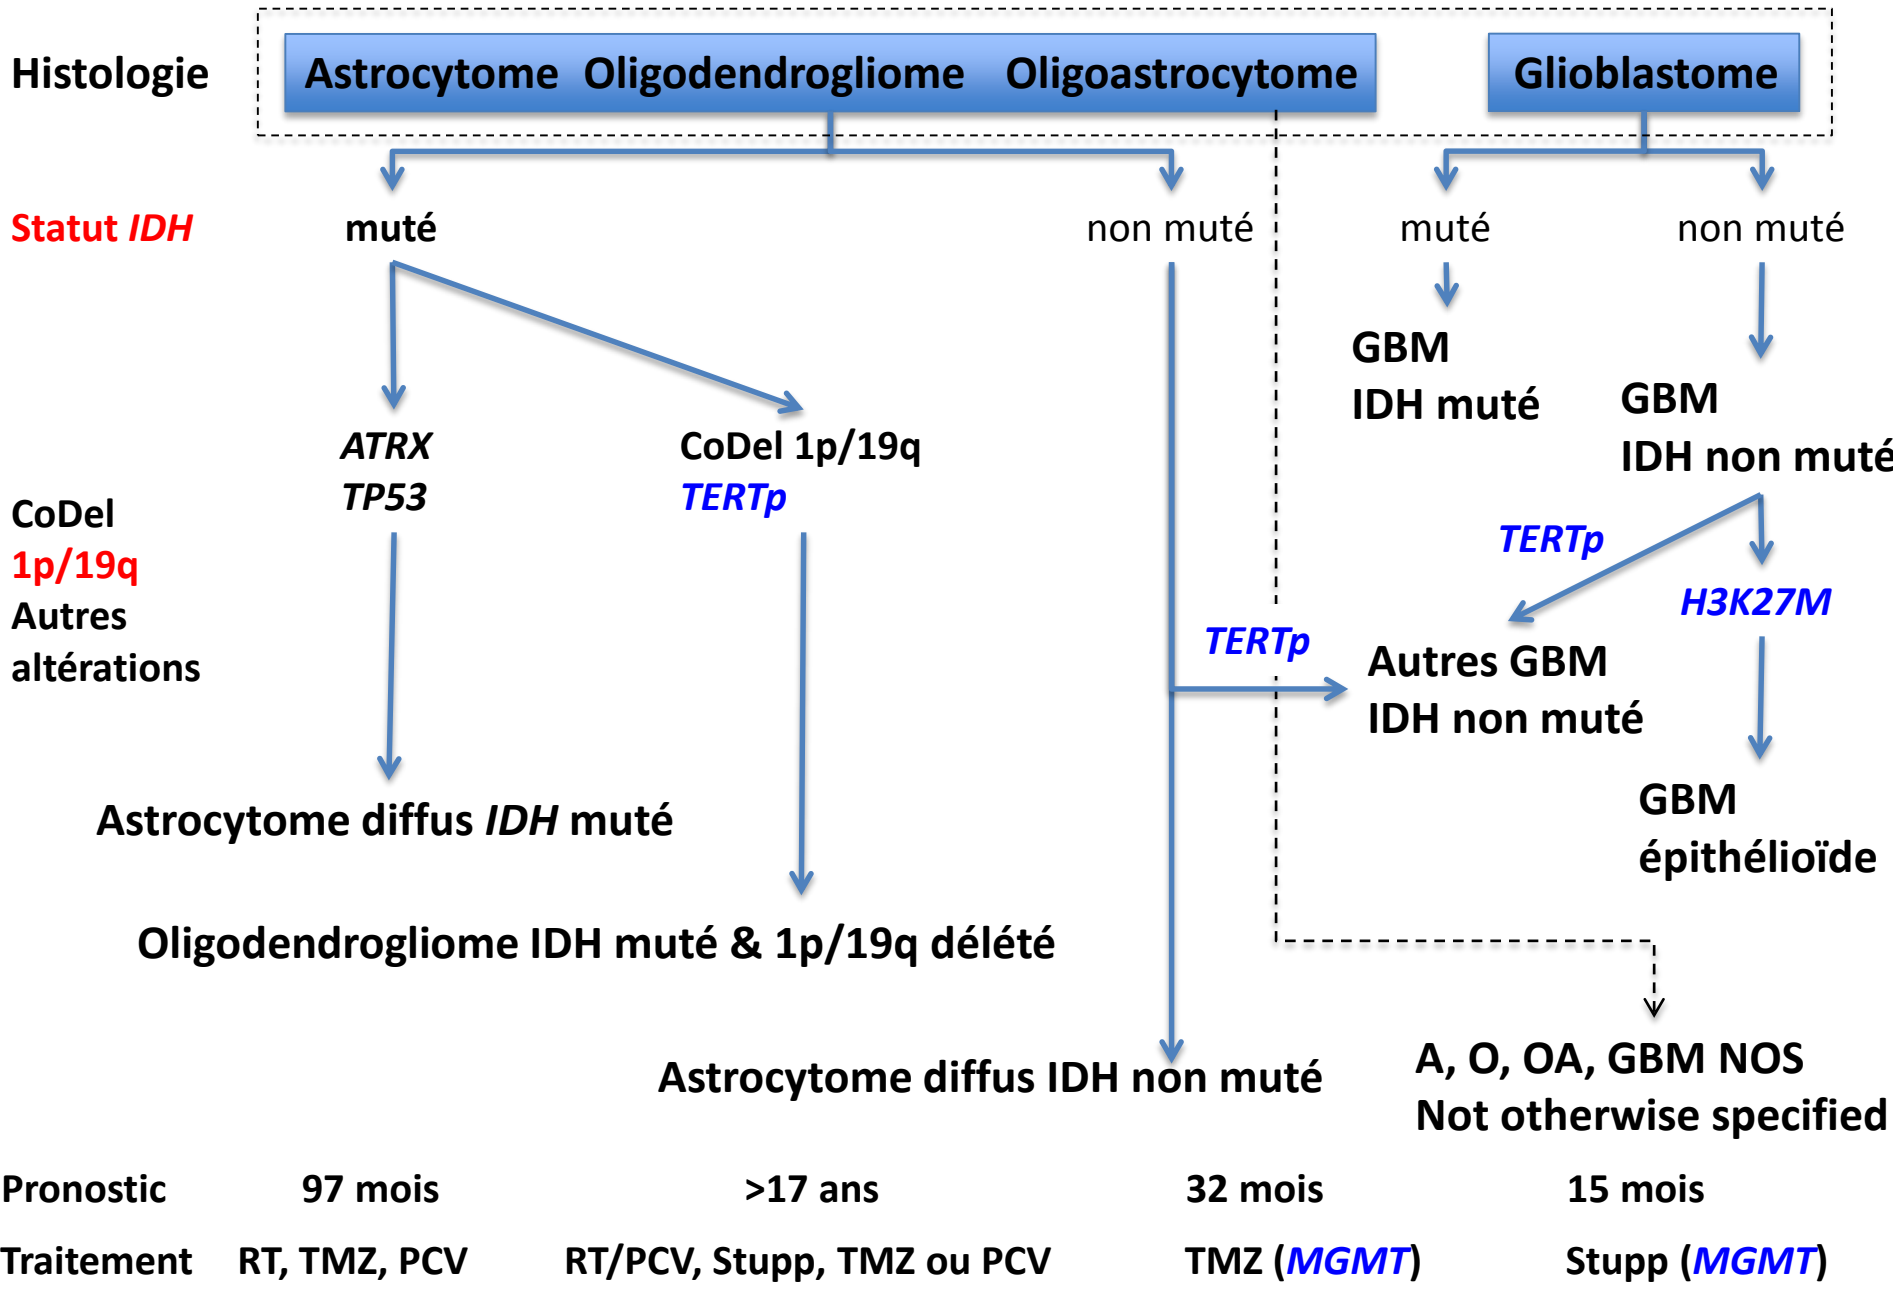 Histologie
Astrocytome Oligodendrogliome Oligoastrocytome
Glioblastome
Statut IDH
muté
non muté
muté
non muté
GBM
IDH muté
GBM
IDH non muté
ATRX
TP53
CoDel 1p/19q
TERTp
CoDel
1p/19q
Autres
altérations
TERTp
H3K27M
TERTp
Autres GBM
IDH non muté
GBM
épithélioïde
Astrocytome diffus IDH muté
Oligodendrogliome IDH muté & 1p/19q délété
Astrocytome diffus IDH non muté
A, O, OA, GBM NOS
Not otherwise specified
Pronostic 97 mois >17 ans 32 mois 15 mois
Traitement RT, TMZ, PCV RT/PCV, Stupp, TMZ ou PCV TMZ (MGMT) Stupp (MGMT)